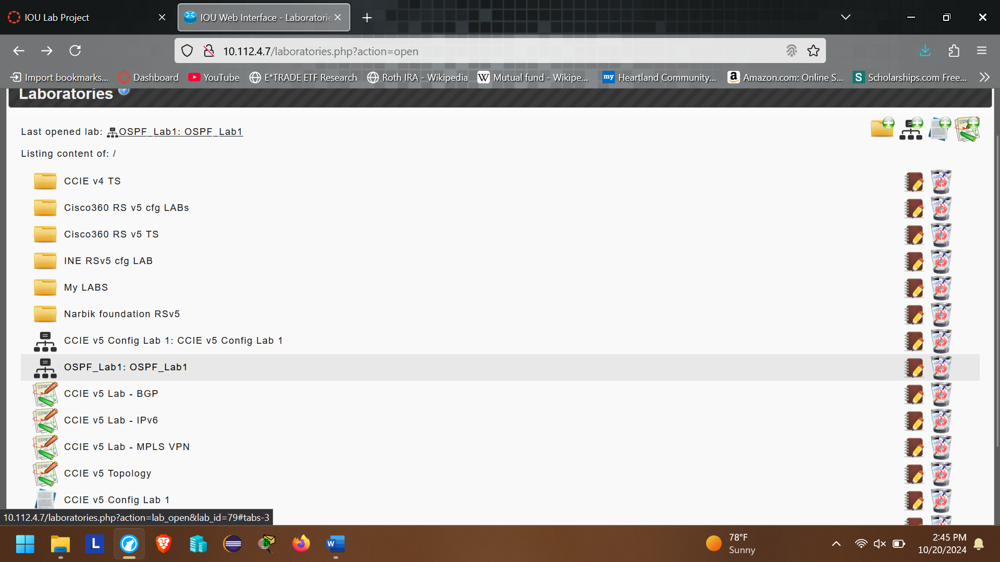 IOU Lab Project
IOU Web Interface - Laboratorie
10.112.4.7/laboratories.php?action=open
Import bookmarks...
Dashboard
YouTube
E*TRADE ETF Research
Roth IRA - Wikipedia
W Mutual fund - Wikipe...
my Heartland Community...
a Amazon.com: Online S...
S Scholarships.com Free...
Laboratories ?
Last opened lab: OSPF_Lab1: OSPF_Lab1
Listing content of: /
CCIE v4 TS
Cisco360 RS v5 cfg LABs
Cisco360 RS v5 TS
INE RSv5 cfg LAB
My LABS
Narbik foundation RSv5
CCIE v5 Config Lab 1: CCIE v5 Config Lab 1
OSPF_Lab1: OSPF_Lab1
CCIE v5 Lab - BGP
CCIE v5 Lab - IPv6
CCIE v5 Lab - MPLS VPN
CCIE v5 Topology
CCIE v5 Config Lab 1
10.112.4.7/laboratories.php?action=lab_open&lab_id=79#tabs-3
L
W
78°F
Sunny
2:45 PM
10/20/2024